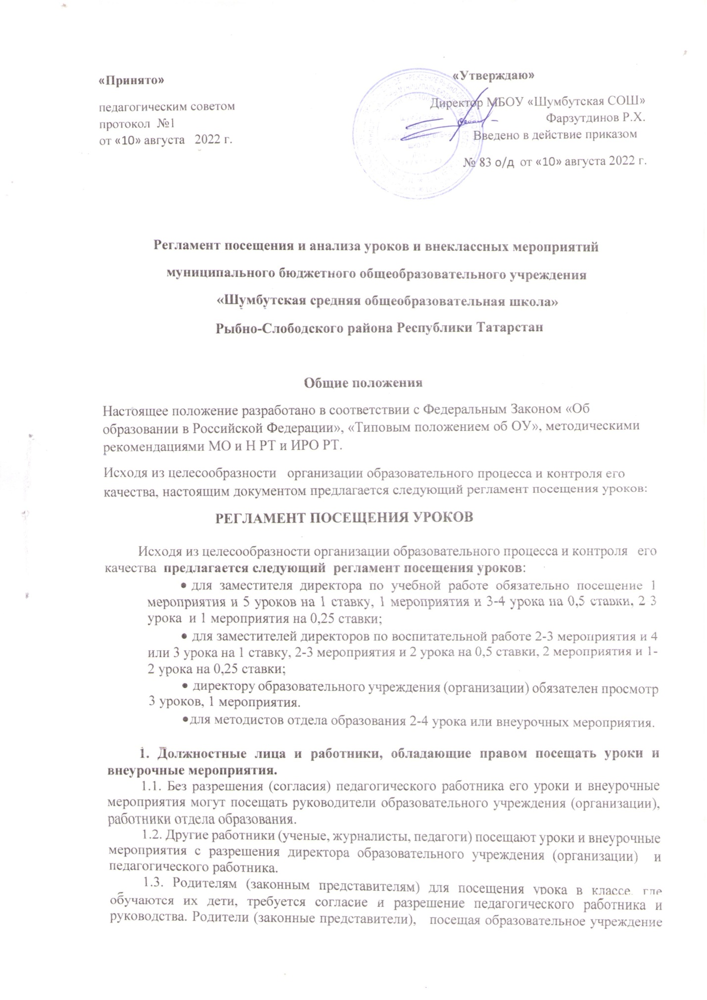 «Принято»
педагогическим советом
протокол №1
от «10» августа 2022 г.
«Утверждаю»
Директор МБОУ «Шумбутская СОШ»
Фарзутдинов Р.Х.
Введено в действие приказом
№ 83 о/д от «10» августа 2022 г.
Регламент посещения и анализа уроков и внеклассных мероприятий
муниципального бюджетного общеобразовательного учреждения
«Шумбутская средняя общеобразовательная школа»
Рыбно-Слободского района Республики Татарстан
Общие положения
Настоящее положение разработано в соответствии с Федеральным Законом «Об
образовании в Российской Федерации», «Типовым положением об ОУ», методическими
рекомендациями МО и Н РТ и ИРО РТ.
Исходя из целесообразности организации образовательного процесса и контроля его
качества, настоящим документом предлагается следующий регламент посещения уроков:
РЕГЛАМЕНТ ПОСЕЩЕНИЯ УРОКОВ
Исходя из целесообразности организации образовательного процесса и контроля его
качества предлагается следующий регламент посещения уроков:
• для заместителя директора по учебной работе обязательно посещение 1
мероприятия и 5 уроков на 1 ставку, 1 мероприятия и 3-4 урока на 0,5 ставки, 2 3
урока и 1 мероприятия на 0,25 ставки;
• для заместителей директоров по воспитательной работе 2-3 мероприятия и 4
или 3 урока на 1 ставку, 2-3 мероприятия и 2 урока на 0,5 ставки, 2 мероприятия и 1-
2 урока на 0,25 ставки;
• директору образовательного учреждения (организации) обязателен просмотр
3 уроков, 1 мероприятия.
•для методистов отдела образования 2-4 урока или внеурочных мероприятия.
1. Должностные лица и работники, обладающие правом посещать уроки и
внеурочные мероприятия.
1.1. Без разрешения (согласия) педагогического работника его уроки и внеурочные
мероприятия могут посещать руководители образовательного учреждения (организации),
работники отдела образования.
1.2. Другие работники (ученые, журналисты, педагоги) посещают уроки и внеурочные
мероприятия с разрешения директора образовательного учреждения (организации) и
педагогического работника.
1.3. Родителям (законным представителям) для посещения урока в классе, где
обучаются их дети, требуется согласие и разрешение педагогического работника и
руководства. Родители (законные представители), посещая образовательное учреждение